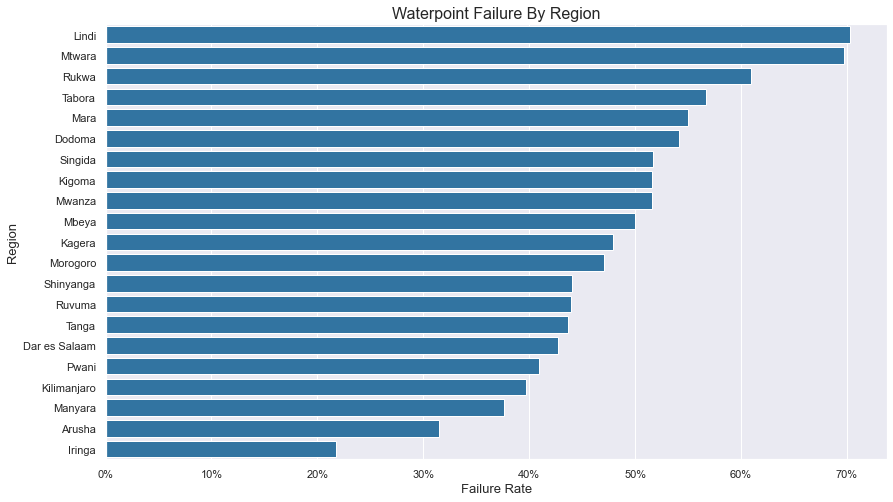 Waterpoint Failure By Region
Region
Lindi
Mtwara
Rukwa
Tabora
Mara
Dodoma
Singida
Kigoma
Mwanza
Mbeya
Kagera
Morogoro
Shinyanga
Ruvuma
Tanga
Dar es Salaam
Pwani
Kilimanjaro
Manyara
Arusha
Iringa
0% 10% 20% 30% 40% 50% 60% 70%
Failure Rate